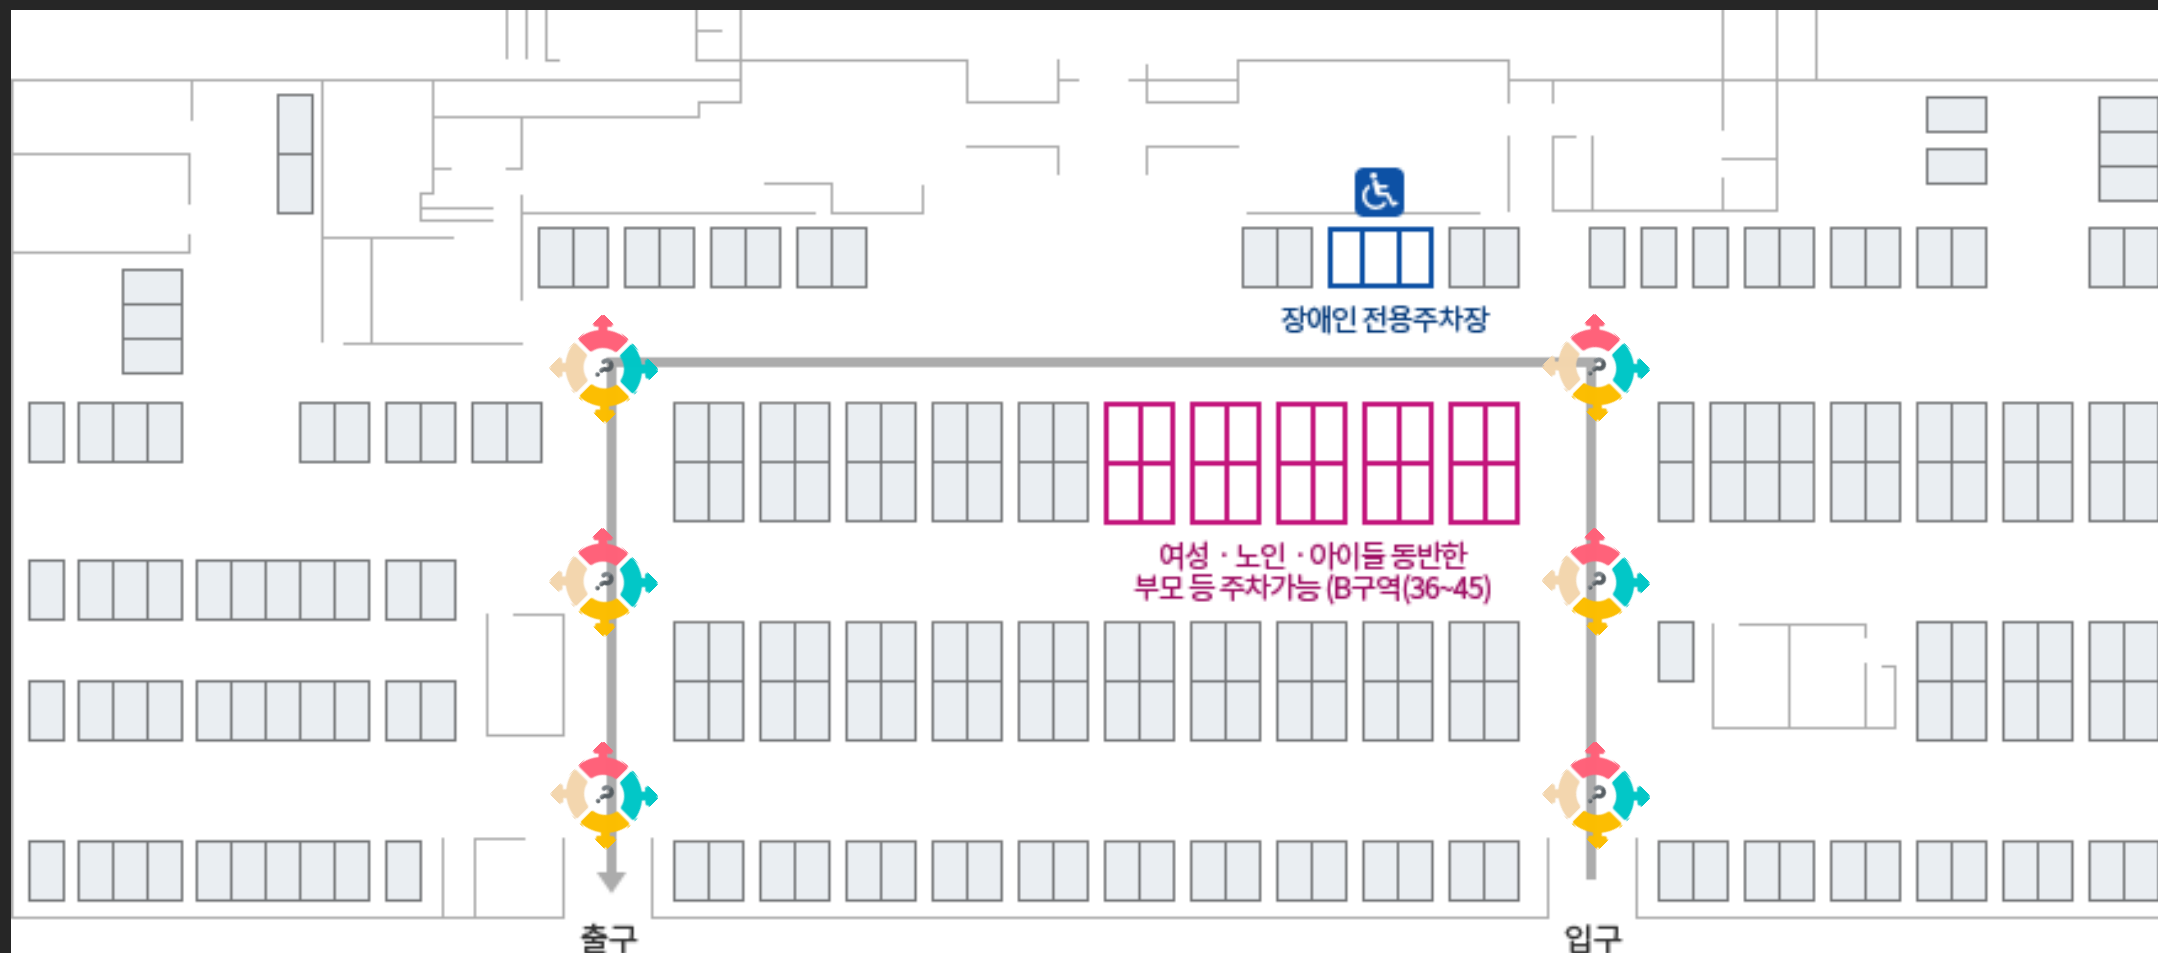 장애인 전용주차장
여성 · 노인 · 아이들 동반한
부모 등 주차가능 (B구역(36~45)
?
?
?
?
?
?
출구
입구